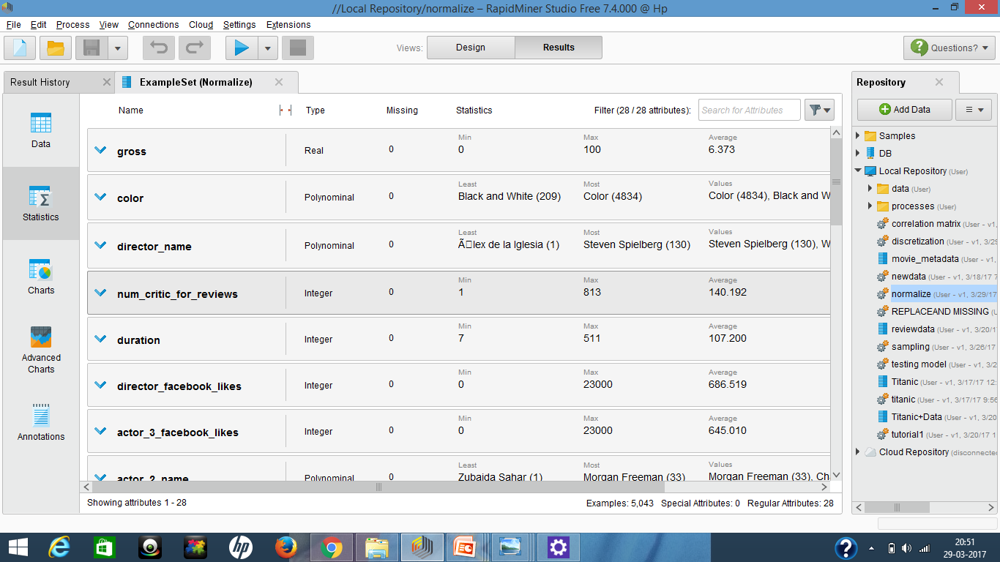 //Local Repository/normalize – RapidMiner Studio Free 7.4.000 @ Hp
File Edit Process View Connections Cloud Settings Extensions
Views: Design Results Questions?
Result History ExampleSet (Normalize)
Name Type Missing Statistics Filter (28 / 28 attributes): Search for Attributes
Data
Statistics
Charts
Advanced
Charts
Annotations
Min Max Average
gross Real 0 0 100 6.373
Least Most Values
color Polynominal 0 Black and White (209) Color (4834) Color (4834), Black and W
Least Most Values
director_name Polynominal 0 Ã□lex de la Iglesia (1) Steven Spielberg (130) Steven Spielberg (130), W
Min Max Average
num_critic_for_reviews Integer 0 1 813 140.192
Min Max Average
duration Integer 0 7 511 107.200
Min Max Average
director_facebook_likes Integer 0 0 23000 686.519
Min Max Average
actor_3_facebook_likes Integer 0 0 23000 645.010
Least Most Values
actor_2_name Polynominal 0 Zubaida Sahar (1) Morgan Freeman (33) Morgan Freeman (33), Ch
Showing attributes 1 - 28 Examples: 5,043 Special Attributes: 0 Regular Attributes: 28
Repository
Add Data
Samples
DB
Local Repository (User)
data (User)
processes (User)
correlation matrix (User - v1,
discretization (User - v1, 3/29
movie_metadata (User - v1,
newdata (User - v1, 3/18/17 7
normalize (User - v1, 3/29/17
REPLACEAND MISSING (U
reviewdata (User - v1, 3/20/1
sampling (User - v1, 3/26/17
testing model (User - v1, 3/2
Titanic (User - v1, 3/17/17 12:
titanic (User - v1, 3/17/17 9:56
Titanic+Data (User - v1, 3/20
tutorial1 (User - v1, 3/20/17 1
Cloud Repository (disconnected
20:51
29-03-2017